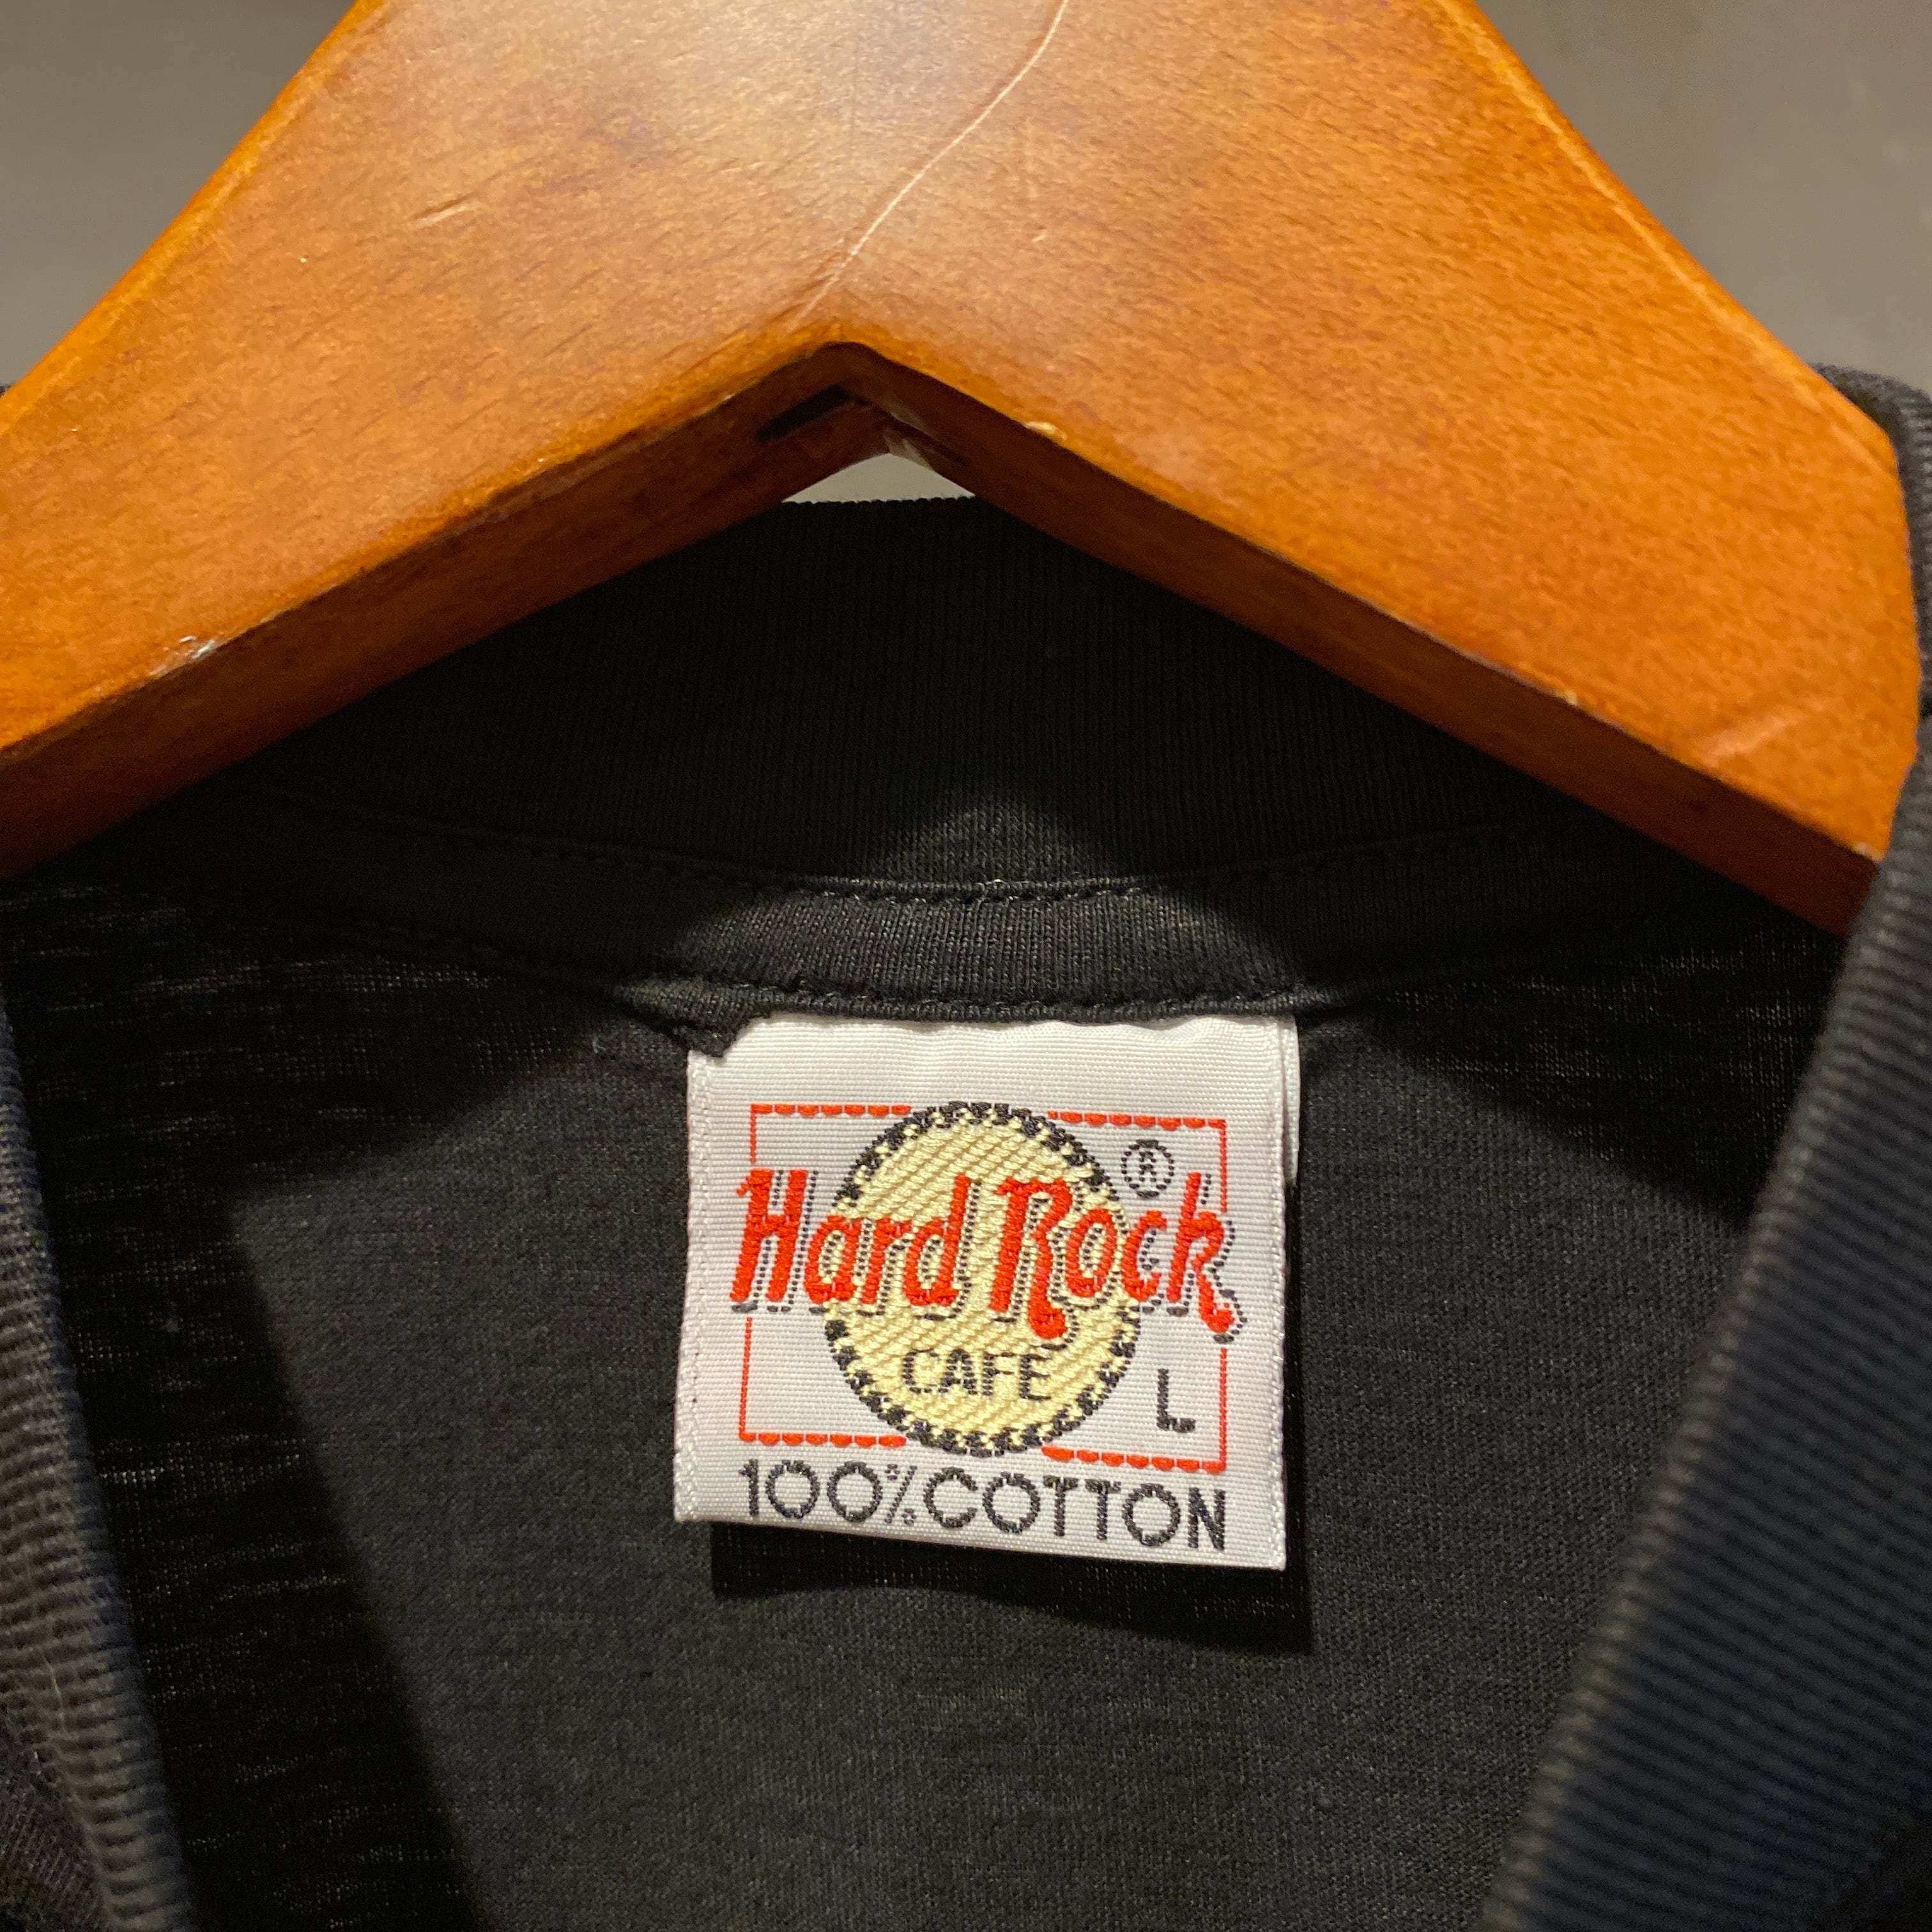 Hard Rock ®
CAFE
L
100% COTTON